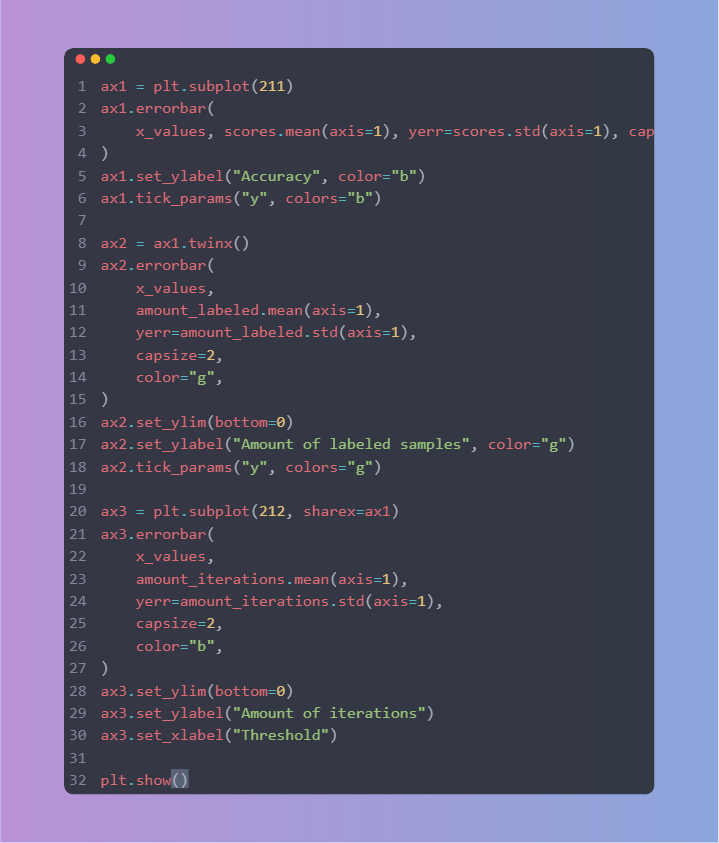 1 ax1 = plt.subplot(211)
2 ax1.errorbar(
3     x_values, scores.mean(axis=1), yerr=scores.std(axis=1), cap
4 )
5 ax1.set_ylabel("Accuracy", color="b")
6 ax1.tick_params("y", colors="b")
7
8 ax2 = ax1.twinx()
9 ax2.errorbar(
10     x_values,
11     amount_labeled.mean(axis=1),
12     yerr=amount_labeled.std(axis=1),
13     capsize=2,
14     color="g",
15 )
16 ax2.set_ylim(bottom=0)
17 ax2.set_ylabel("Amount of labeled samples", color="g")
18 ax2.tick_params("y", colors="g")
19
20 ax3 = plt.subplot(212, sharex=ax1)
21 ax3.errorbar(
22     x_values,
23     amount_iterations.mean(axis=1),
24     yerr=amount_iterations.std(axis=1),
25     capsize=2,
26     color="b",
27 )
28 ax3.set_ylim(bottom=0)
29 ax3.set_ylabel("Amount of iterations")
30 ax3.set_xlabel("Threshold")
31
32 plt.show()